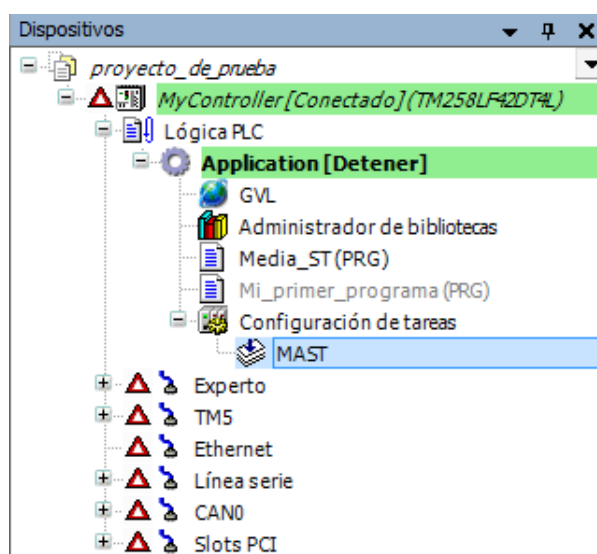 Dispositivos
proyecto_de_prueba
MyController [Conectado] (TM258LF42DT4L)
Lógica PLC
Application [Detener]
GVL
Administrador de bibliotecas
Media_ST (PRG)
Mi_primer_programa (PRG)
Configuración de tareas
MAST
Experto
TM5
Ethernet
Línea serie
CAN0
Slots PCI